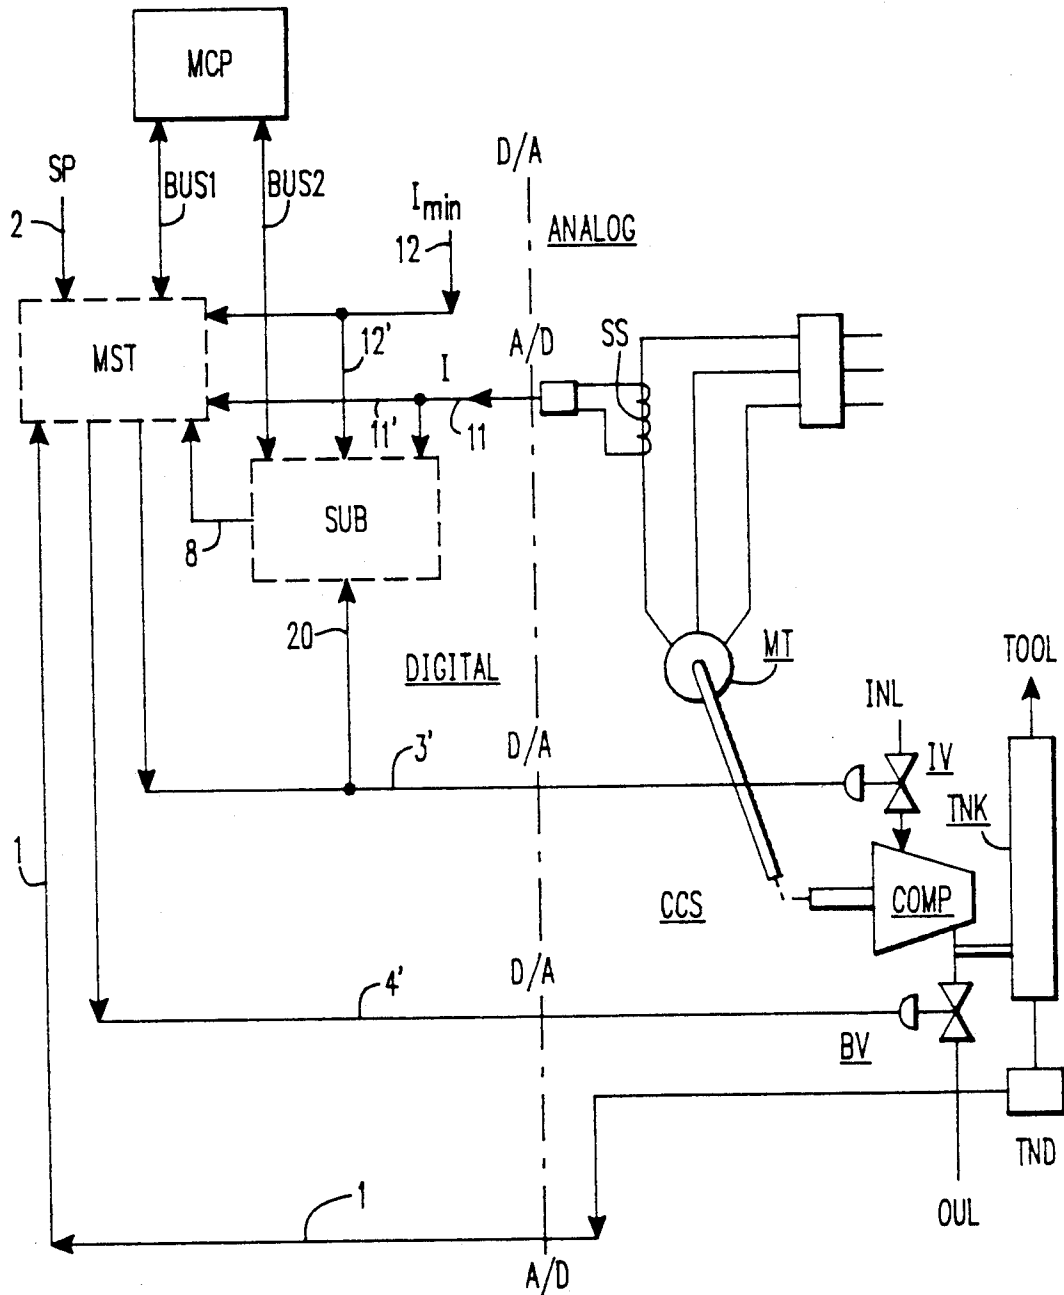 MCP
D/A
SP
BUS1
BUS2
Imin
2
12
ANALOG
A/D
SS
MST
12'
I
11'
11
SUB
8
20
DIGITAL
MT
TOOL
INL
D/A
3'
IV
TNK
1
CCS
COMP
D/A
4'
BV
TND
1
OUL
A/D